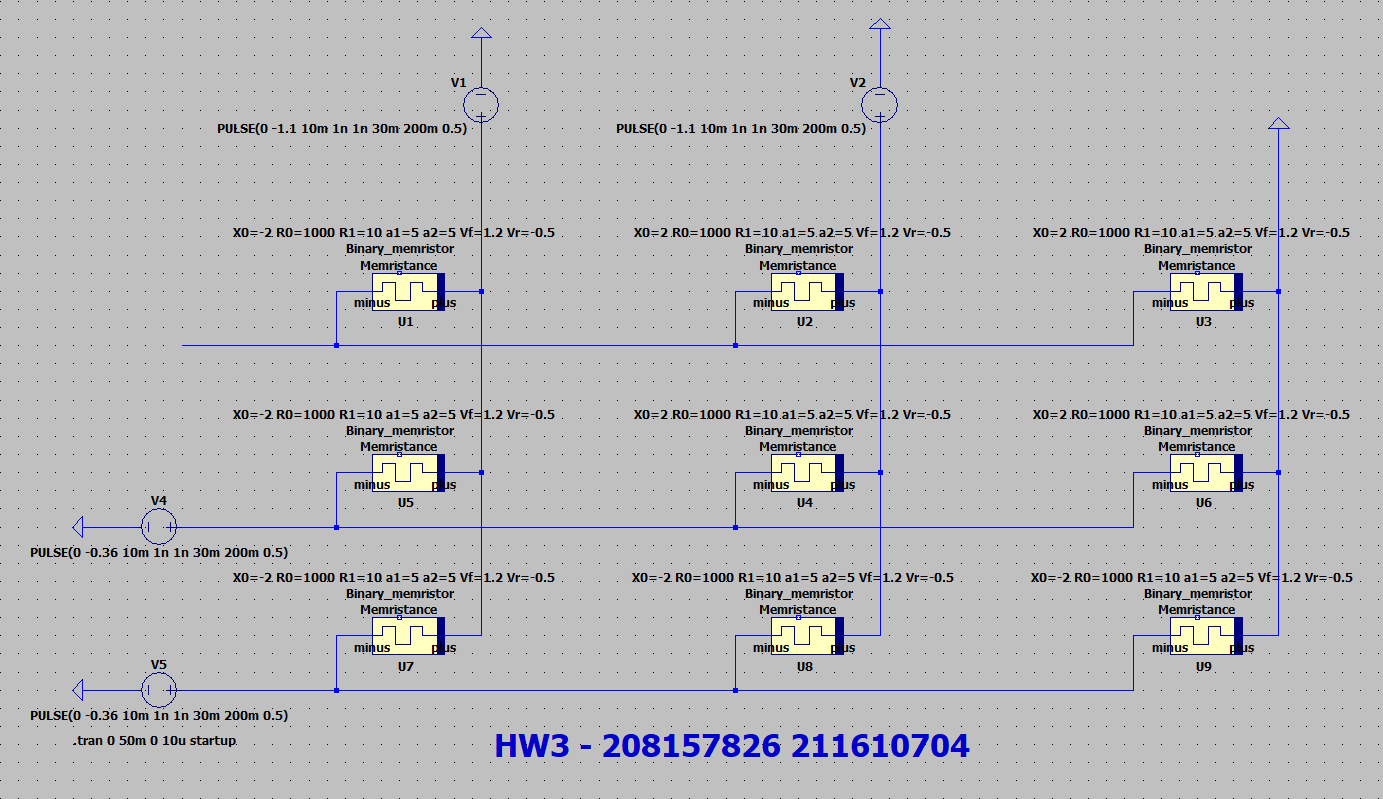 V1
V2
PULSE(0 -1.1 10m 1n 1n 30m 200m 0.5)
PULSE(0 -1.1 10m 1n 1n 30m 200m 0.5)
X0=-2 R0=1000 R1=10 a1=5 a2=5 Vf=1.2 Vr=-0.5
X0=2 R0=1000 R1=10 a1=5 a2=5 Vf=1.2 Vr=-0.5
X0=2 R0=1000 R1=10 a1=5 a2=5 Vf=1.2 Vr=-0.5
Binary_memristor
Binary_memristor
Binary_memristor
Memristance
Memristance
Memristance
minus
plus
minus
plus
minus
plus
U1
U2
U3
X0=-2 R0=1000 R1=10 a1=5 a2=5 Vf=1.2 Vr=-0.5
X0=2 R0=1000 R1=10 a1=5 a2=5 Vf=1.2 Vr=-0.5
X0=2 R0=1000 R1=10 a1=5 a2=5 Vf=1.2 Vr=-0.5
Binary_memristor
Binary_memristor
Binary_memristor
Memristance
Memristance
Memristance
minus
plus
minus
plus
minus
plus
V4
U5
U4
U6
PULSE(0 -0.36 10m 1n 1n 30m 200m 0.5)
X0=-2 R0=1000 R1=10 a1=5 a2=5 Vf=1.2 Vr=-0.5
X0=-2 R0=1000 R1=10 a1=5 a2=5 Vf=1.2 Vr=-0.5
X0=-2 R0=1000 R1=10 a1=5 a2=5 Vf=1.2 Vr=-0.5
Binary_memristor
Binary_memristor
Binary_memristor
Memristance
Memristance
Memristance
minus
plus
minus
plus
minus
plus
V5
U7
U8
U9
PULSE(0 -0.36 10m 1n 1n 30m 200m 0.5)
.tran 0 50m 0 10u startup
HW3 - 208157826 211610704